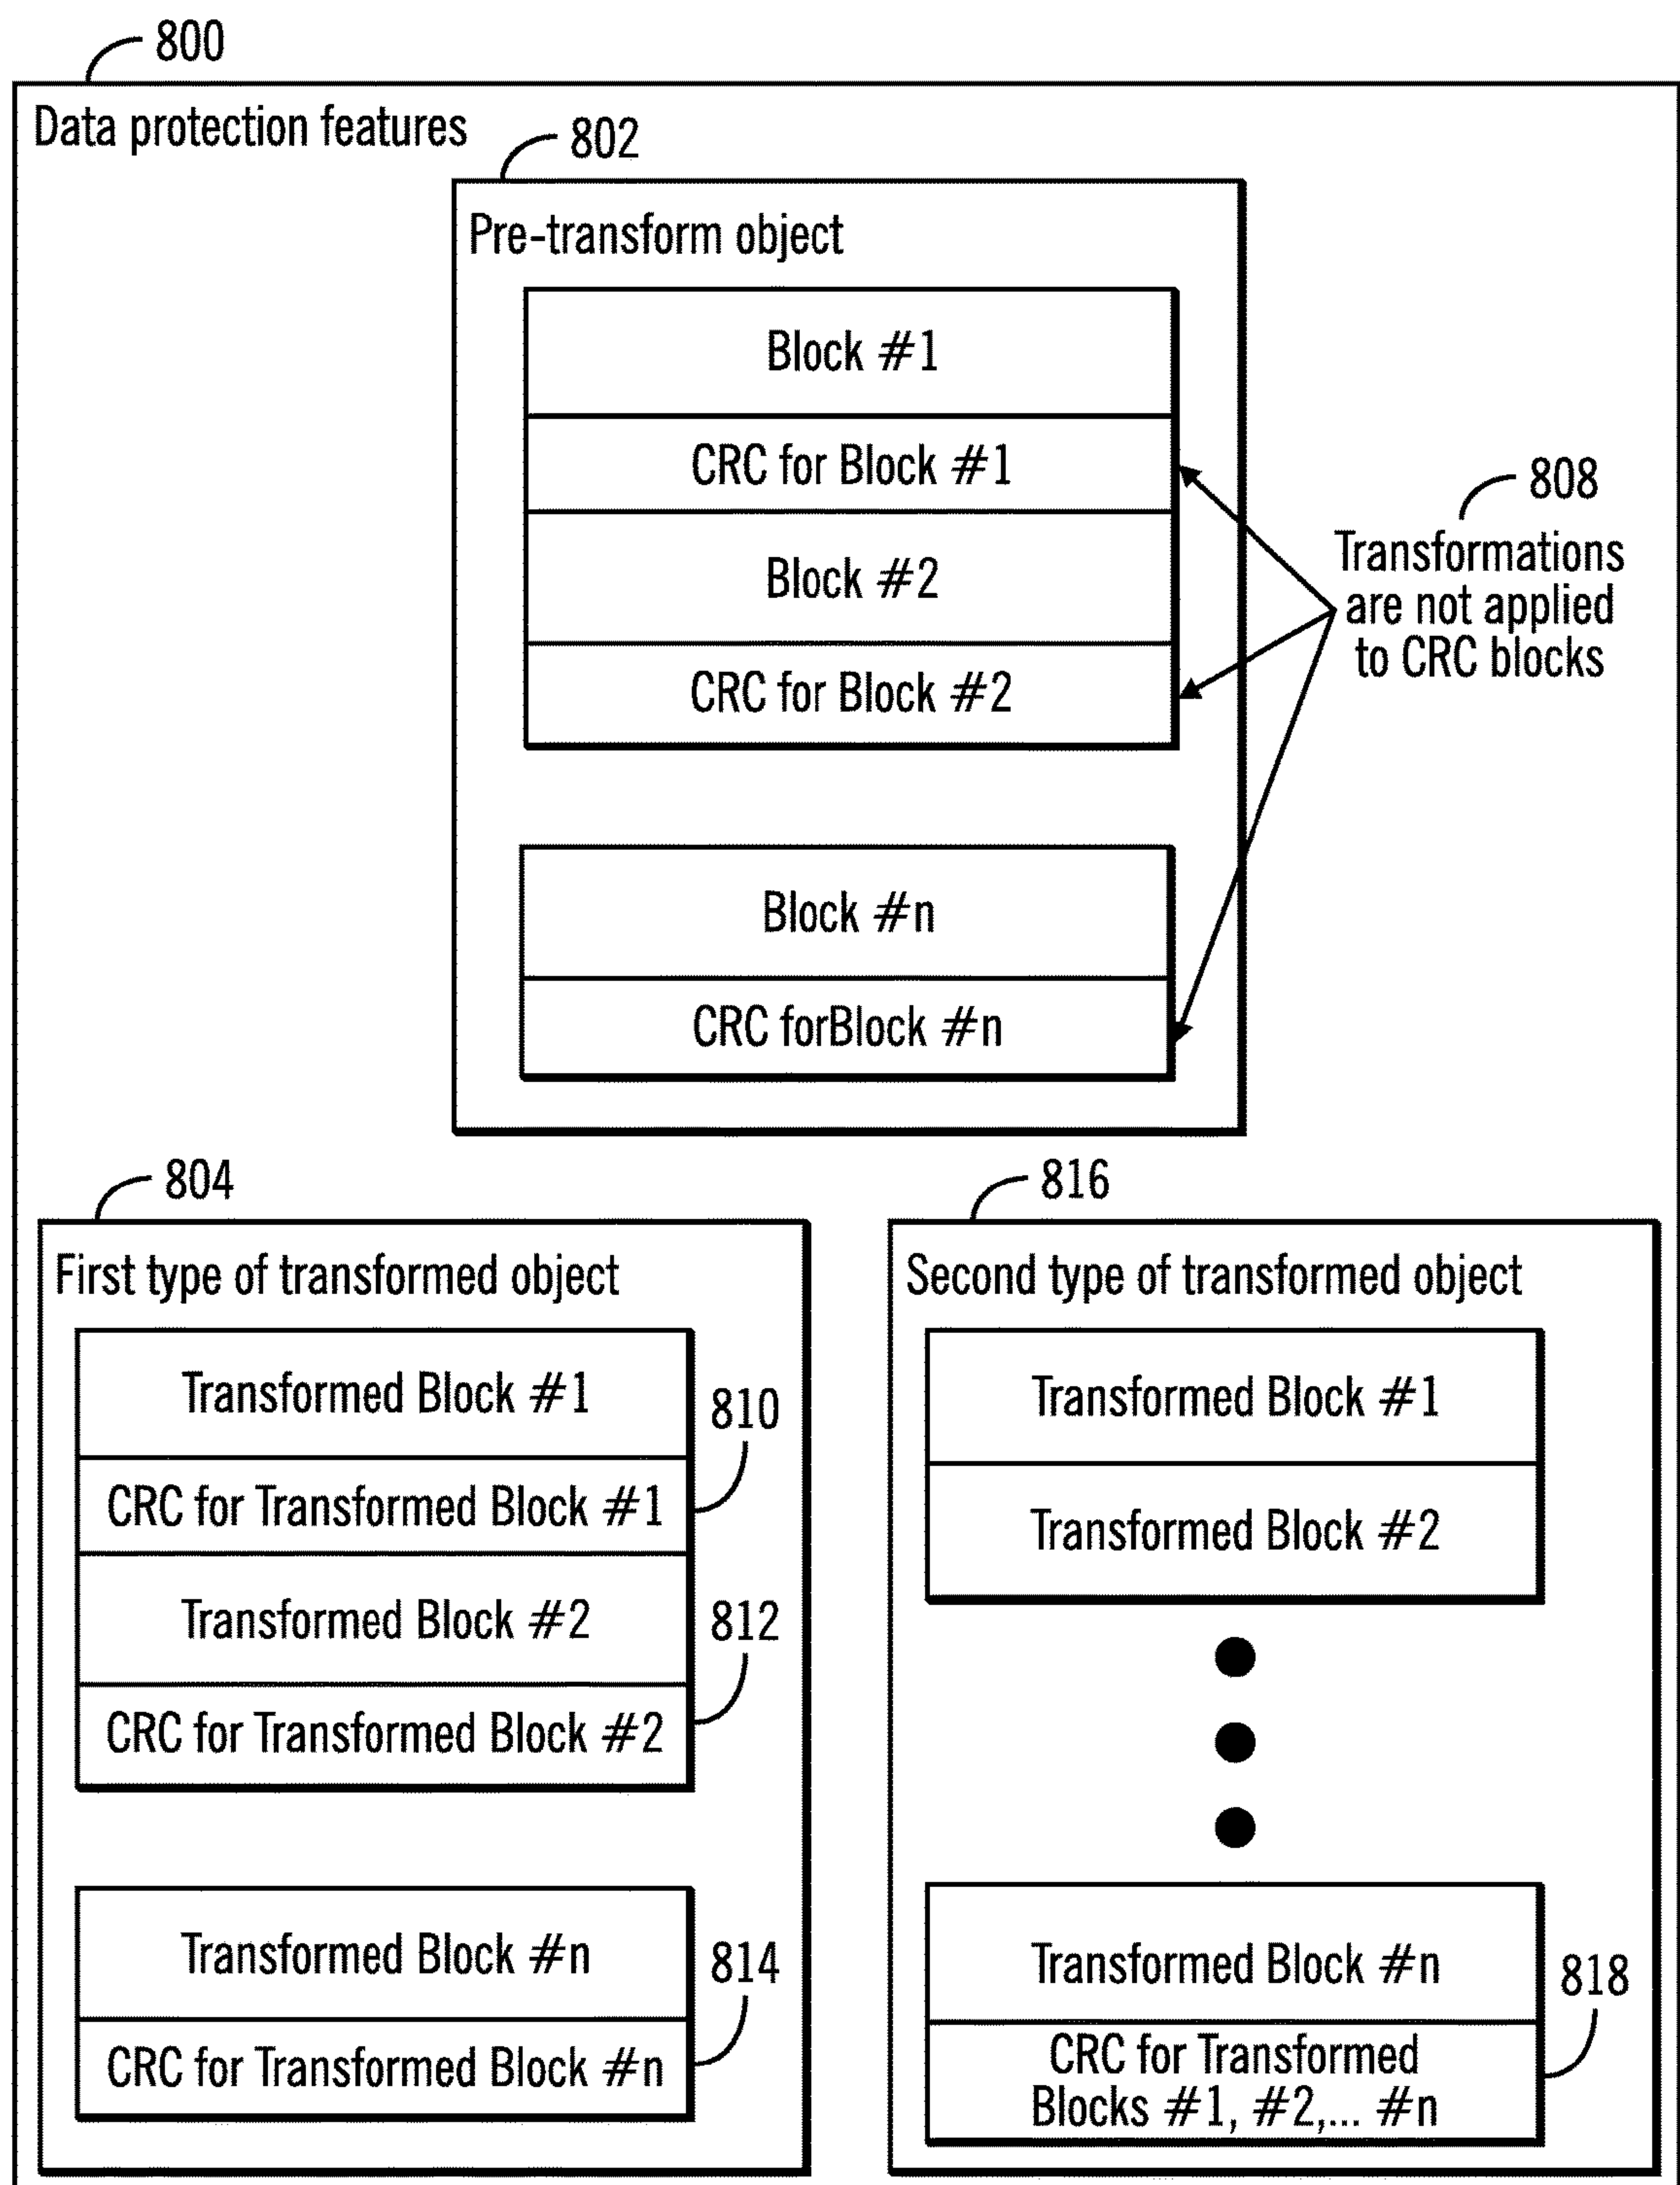 800
Data protection features
802
Pre-transform object
Block #1
CRC for Block #1
Block #2
CRC for Block #2
808
Transformations
are not applied
to CRC blocks
Block #n
CRC forBlock #n
804
First type of transformed object
Transformed Block #1
810
CRC for Transformed Block #1
Transformed Block #2
812
CRC for Transformed Block #2
Transformed Block #n
814
CRC for Transformed Block #n
816
Second type of transformed object
Transformed Block #1
Transformed Block #2
Transformed Block #n
818
CRC for Transformed
Blocks #1, #2,... #n